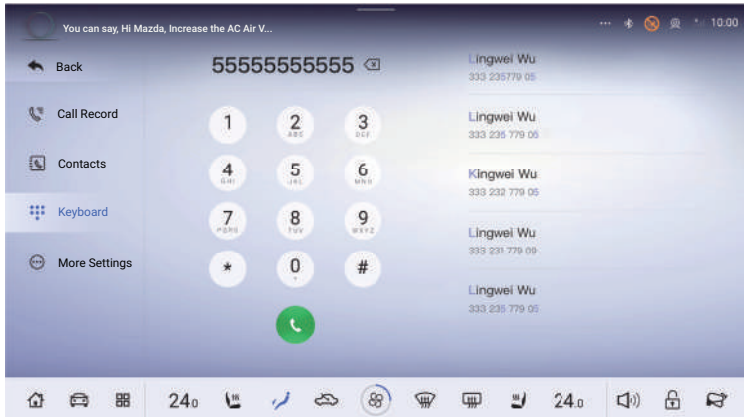 You can say, Hi Mazda, Increase the AC Air V...
10:00
Back
Call Record
Contacts
Keyboard
More Settings
55555555555
1
2
ABC
3
DEF
4
GHI
5
JKL
6
MNO
7
PQRS
8
TUV
9
WXYZ
*
0
#
Lingwei Wu
333 235779 05
Lingwei Wu
333 235 779 05
Kingwei Wu
333 232 779 05
Lingwei Wu
333 231 779 09
Lingwei Wu
333 235 779 05
24.0
24.0